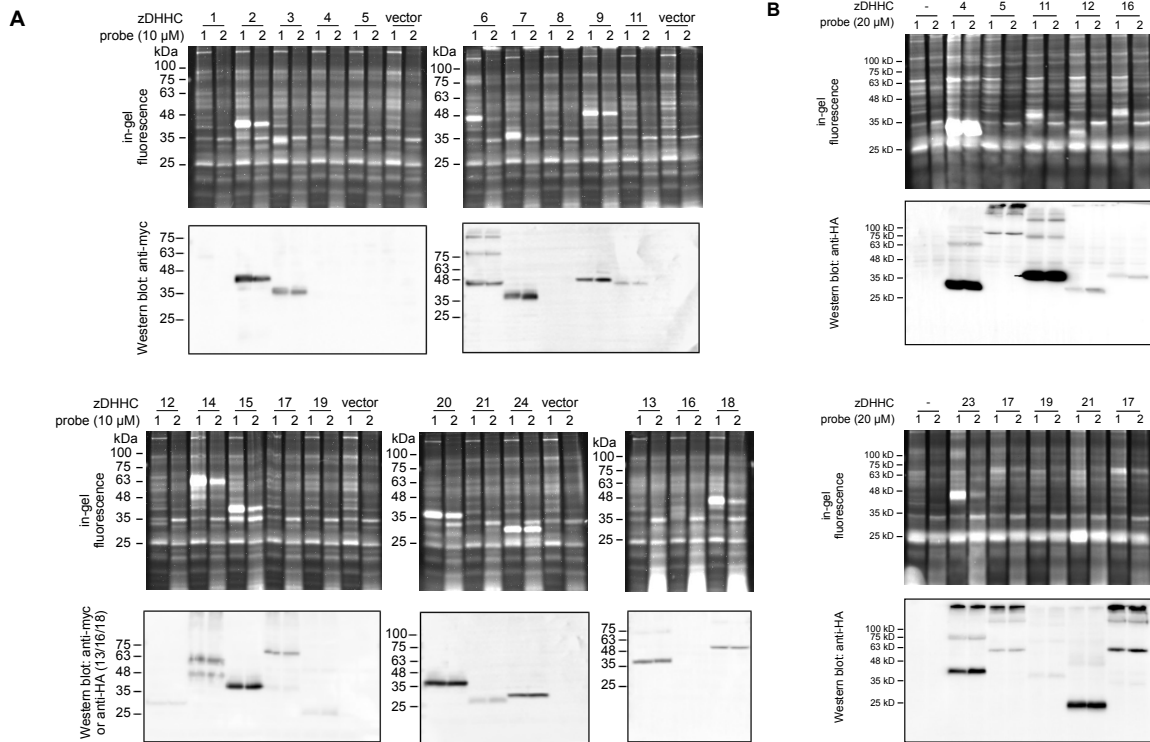 A
zDHHC 1 2 3 4 5 vector
probe (10 µM) 1 2 1 2 1 2 1 2 1 2 1 2
kDa
100
75
63
48
35
25
in-gel fluorescence
75
63
48
35
25
Western blot: anti-myc
6 7 8 9 11 vector
1 2 1 2 1 2 1 2 1 2 1 2
kDa
100
75
63
48
35
25
75
63
48
35
25
zDHHC 12 14 15 17 19 vector
probe (10 µM) 1 2 1 2 1 2 1 2 1 2 1 2
kDa
100
75
63
48
35
25
in-gel fluorescence
75
63
48
35
25
Western blot: anti-myc
or anti-HA (13/16/18)
20 21 24 vector
1 2 1 2 1 2 1 2
kDa
100
75
63
48
35
25
100
75
63
48
35
25
13 16 18
1 2 1 2 1 2
kDa
100
75
63
48
35
25
75
63
48
35
25
B
zDHHC - 4 5 11 12 16
probe (20 µM) 1 2 1 2 1 2 1 2 1 2 1 2
100 kD
75 kD
63 kD
48 kD
35 kD
25 kD
in-gel fluorescence
100 kD
75 kD
63 kD
48 kD
35 kD
25 kD
Western blot: anti-HA
zDHHC - 23 17 19 21 17
probe (20 µM) 1 2 1 2 1 2 1 2 1 2 1 2
100 kD
75 kD
63 kD
48 kD
35 kD
25 kD
in-gel fluorescence
100 kD
75 kD
63 kD
48 kD
35 kD
25 kD
Western blot: anti-HA